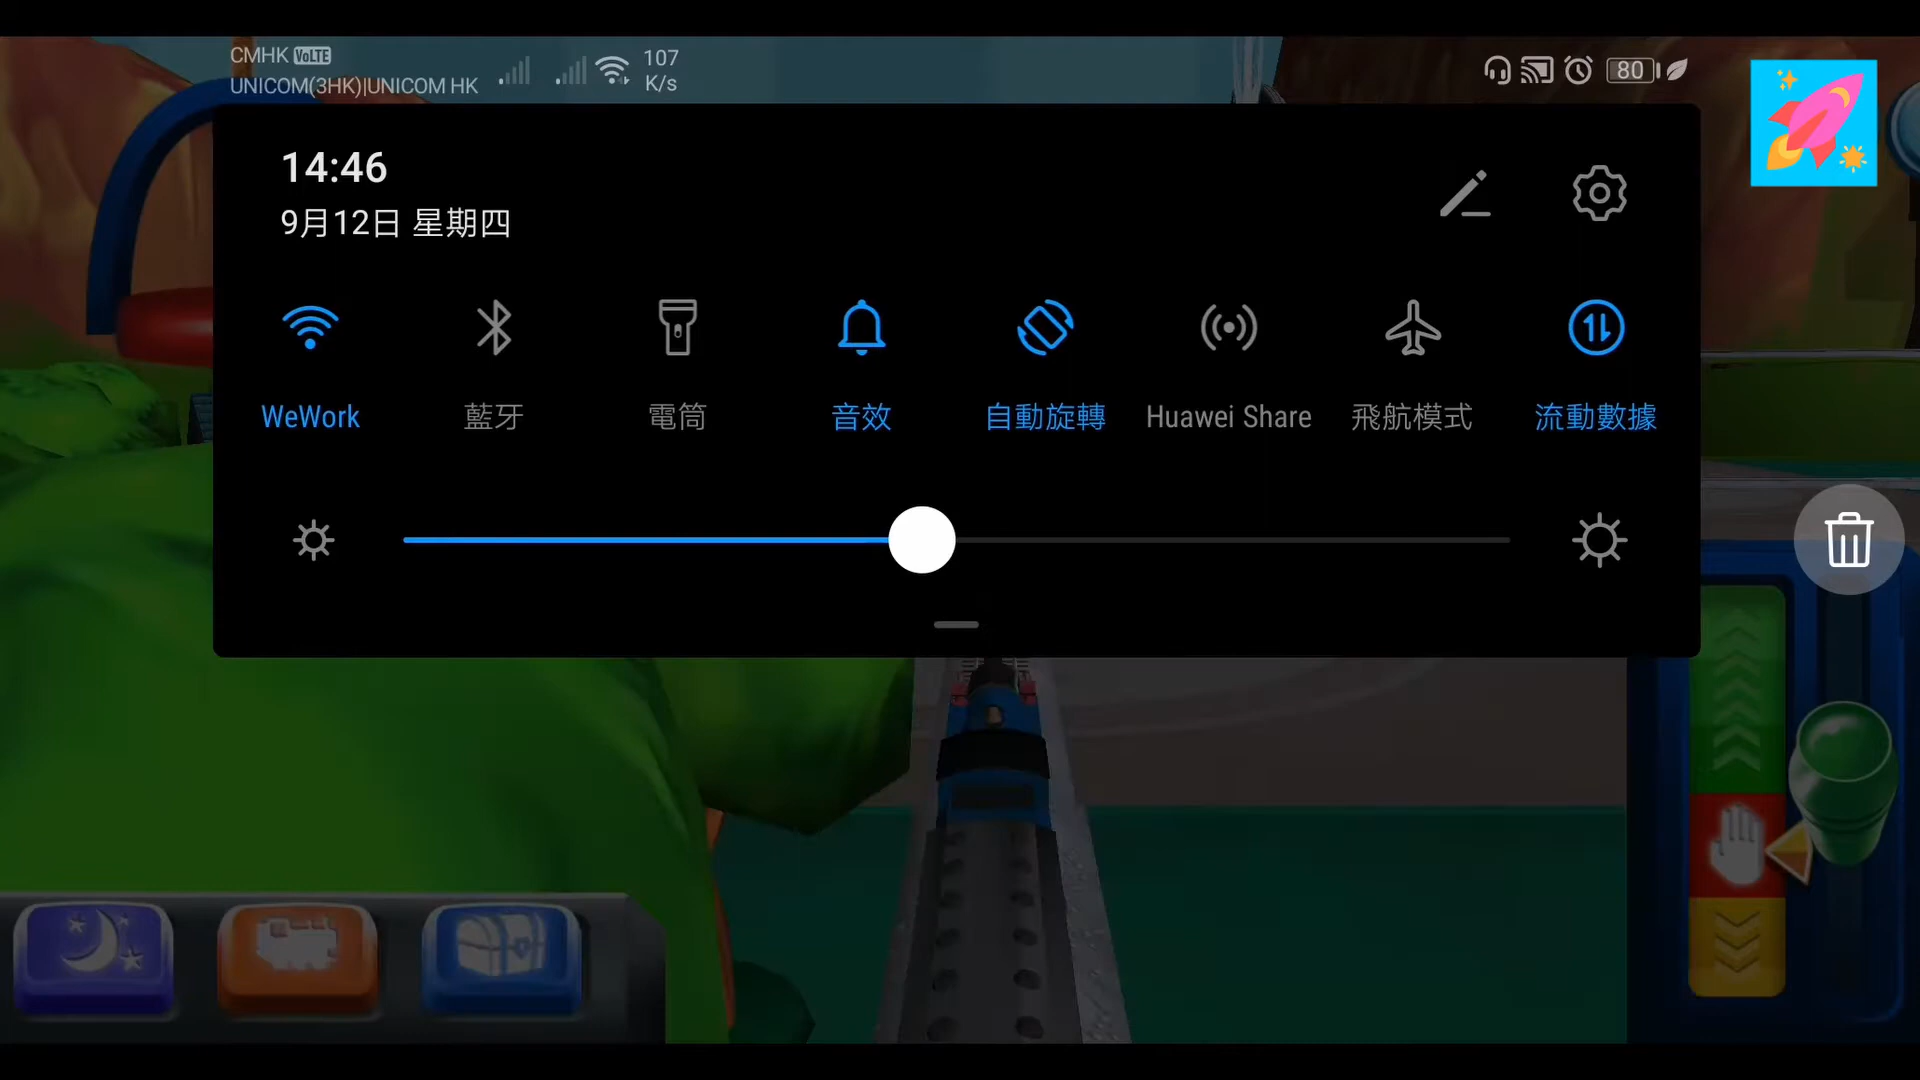 CMHK VoLTE
UNICOM(3HK)|UNICOM HK
107
K/s
80
14:46
9月12日 星期四
WeWork
藍牙
電筒
音效
自動旋轉
Huawei Share
飛航模式
流動數據